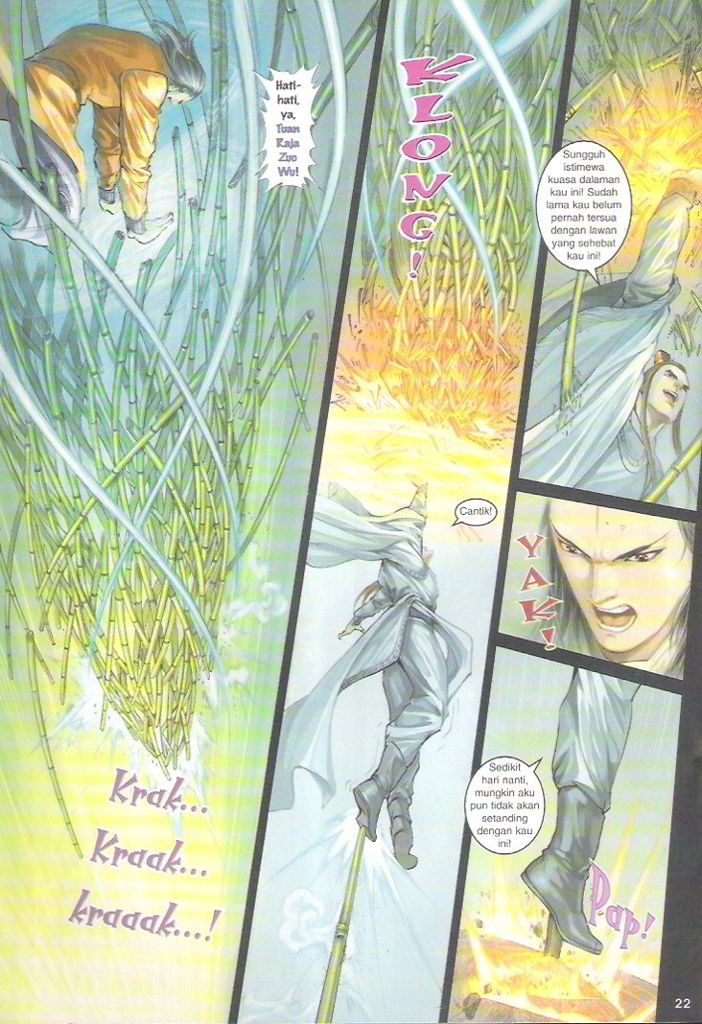 Hati-
hati,
ya,
Tuan
Raja
Zuo
Wu!
Krak...
Kraak...
kraaak...!
KLONG!
Cantik!
Sungguh
istimewa
kuasa dalaman
kau ini! Sudah
lama kau belum
pernah tersua
dengan lawan
yang sehebat
kau ini!
YAK!
Sedikit
hari nanti,
mungkin aku
pun tidak akan
setanding
dengan kau
ini!
Pap!
22